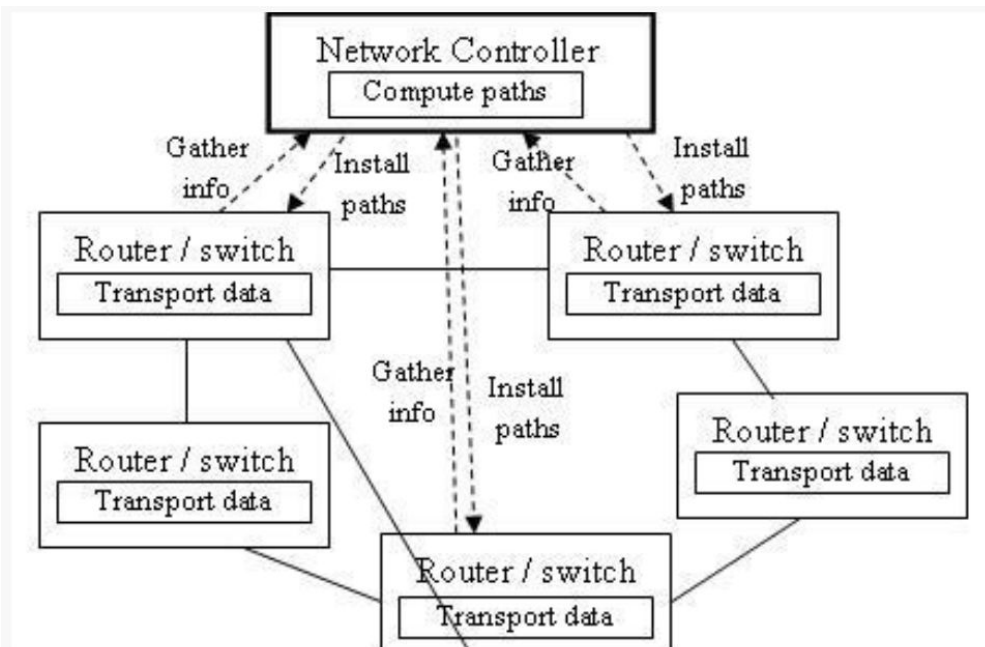 Network Controller
Compute paths
Gather
info
Install
paths
Gather
info
Install
paths
Router / switch
Transport data
Router / switch
Transport data
Gather
info
Install
paths
Router / switch
Transport data
Router / switch
Transport data
Router / switch
Transport data